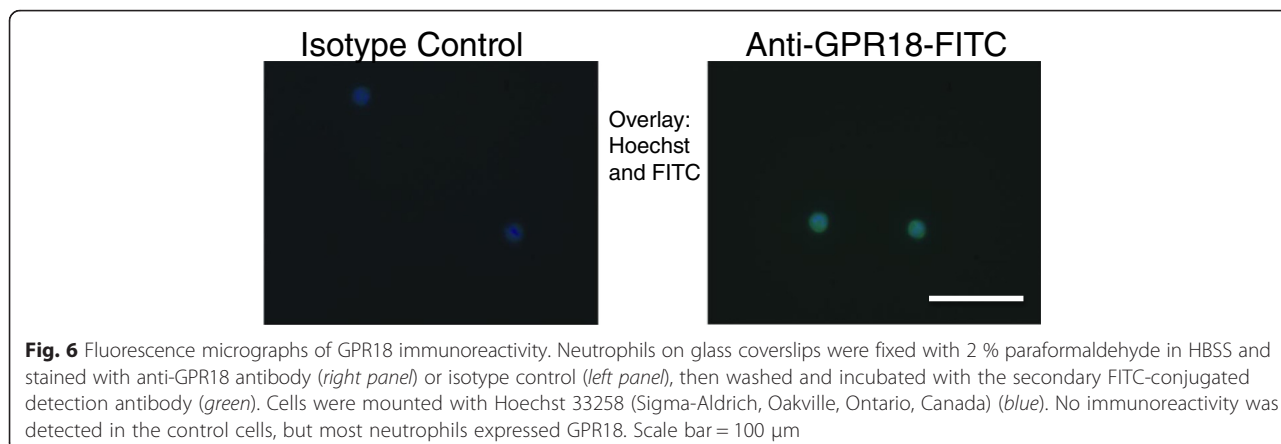 Isotype Control
Anti-GPR18-FITC
Overlay:
Hoechst
and FITC
Fig. 6 Fluorescence micrographs of GPR18 immunoreactivity. Neutrophils on glass coverslips were fixed with 2 % paraformaldehyde in HBSS and
stained with anti-GPR18 antibody (right panel) or isotype control (left panel), then washed and incubated with the secondary FITC-conjugated
detection antibody (green). Cells were mounted with Hoechst 33258 (Sigma-Aldrich, Oakville, Ontario, Canada) (blue). No immunoreactivity was
detected in the control cells, but most neutrophils expressed GPR18. Scale bar = 100 μm